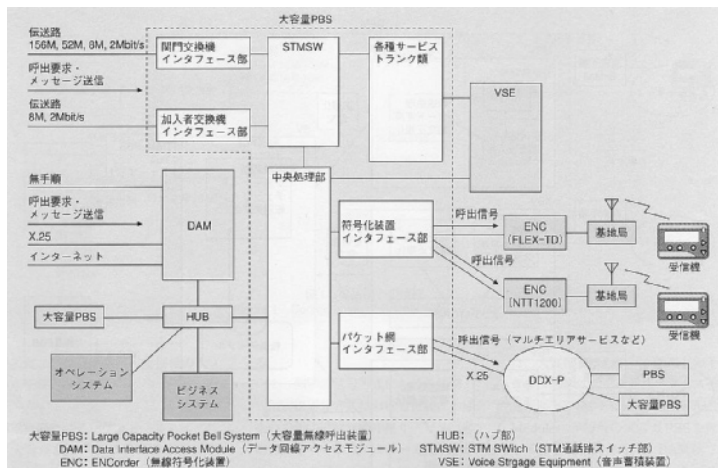 大容量PBS
伝送路
156M, 52M, 8M, 2Mbit/s
呼出要求・
メッセージ送信
伝送路
8M, 2Mbit/s
関門交換機
インタフェース部
加入者交換機
インタフェース部
STMSW
各種サービス
トランク類
VSE
無手順
呼出要求・
メッセージ送信
X.25
インターネット
DAM
中央処理部
符号化装置
インタフェース部
呼出信号
ENC
(FLEX-TD)
基地局
受信機
呼出信号
ENC
(NTT1200)
基地局
受信機
大容量PBS
HUB
オペレーション
システム
ビジネス
システム
パケット網
インタフェース部
呼出信号(マルチエリアサービスなど)
X.25
DDX-P
PBS
大容量PBS
大容量PBS: Large Capacity Pocket Bell System(大容量無線呼出装置)
DAM: Data Interface Access Module(データ回線アクセスモジュール)
ENC: ENCorder(無線符号化装置)
HUB: (ハブ部)
STMSW: STM SWitch(STM通話路スイッチ部)
VSE: Voice Strgage Equipment(音声蓄積装置)